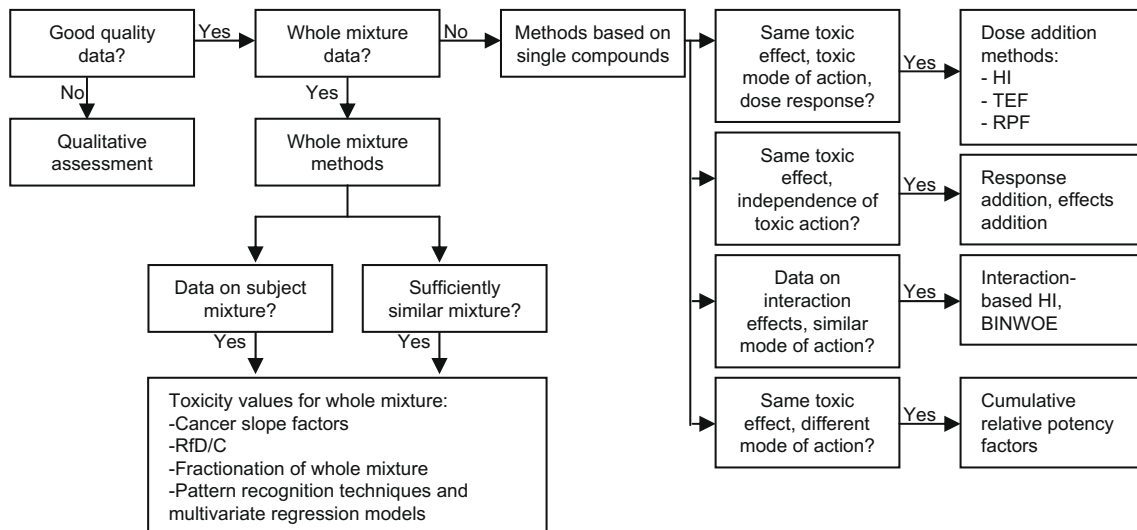 Good quality
data?
Yes
Whole mixture
data?
No
Methods based on
single compounds
Same toxic
effect, toxic
mode of action,
dose response?
Yes
Dose addition
methods:
- HI
- TEF
- RPF
No
Qualitative
assessment
Yes
Whole mixture
methods
Same toxic
effect,
independence of
toxic action?
Yes
Response
addition, effects
addition
Data on subject
mixture?
Yes
Sufficiently
similar mixture?
Yes
Data on
interaction
effects, similar
mode of action?
Yes
Interaction-
based HI,
BINWOE
Toxicity values for whole mixture:
-Cancer slope factors
-RfD/C
-Fractionation of whole mixture
-Pattern recognition techniques and
multivariate regression models
Same toxic
effect, different
mode of action?
Yes
Cumulative
relative potency
factors